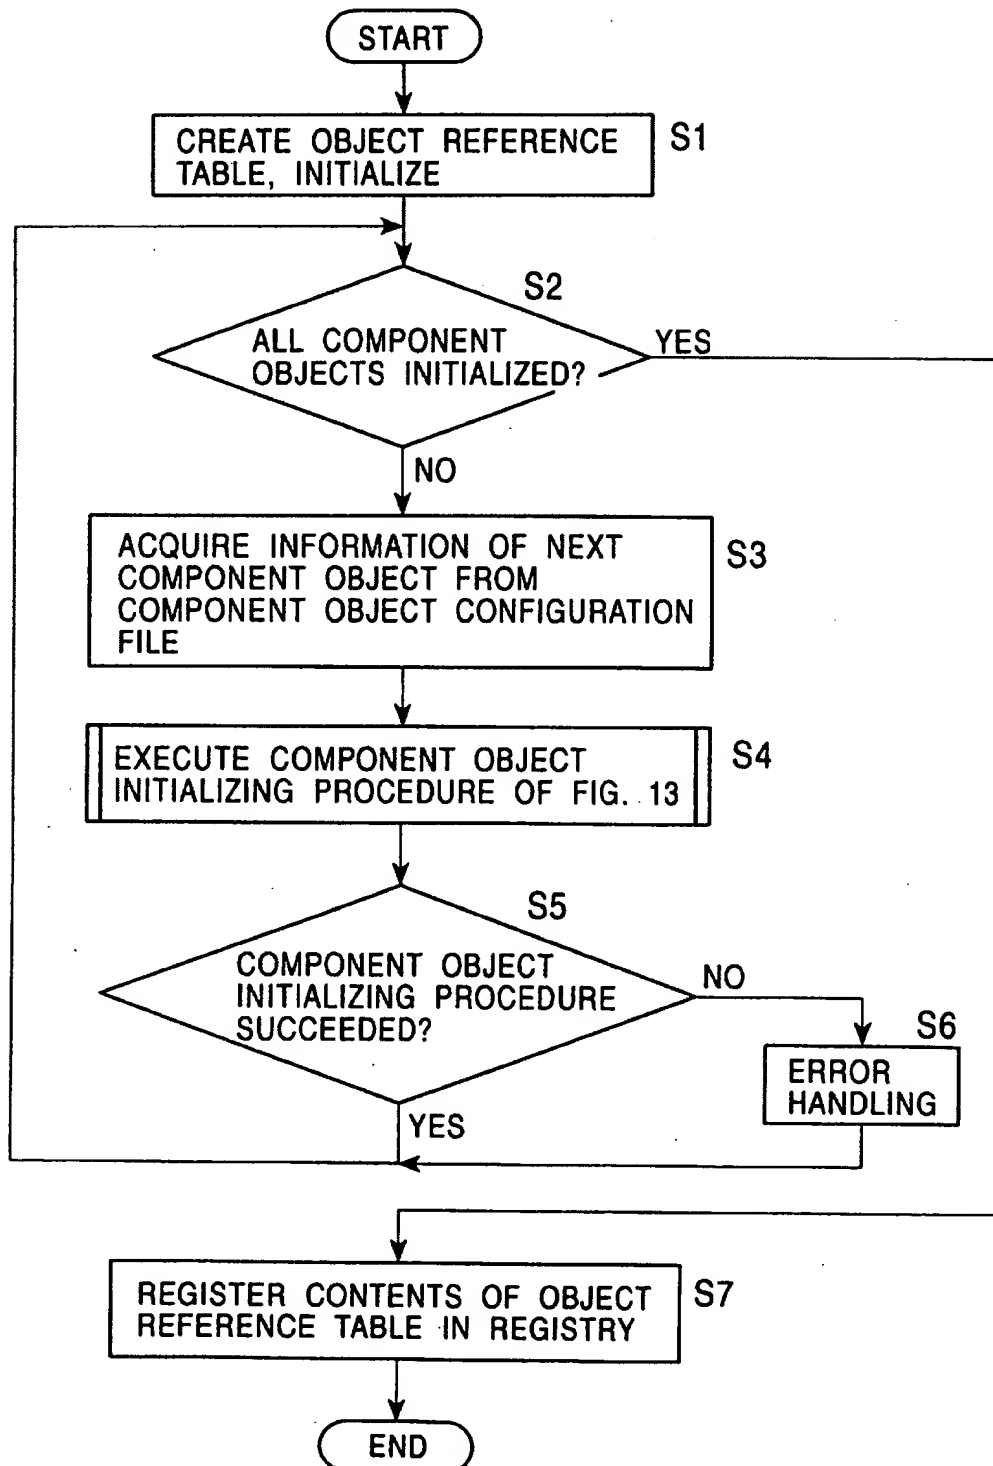 START
CREATE OBJECT REFERENCE
TABLE, INITIALIZE
S1
S2
ALL COMPONENT
OBJECTS INITIALIZED?
YES
NO
ACQUIRE INFORMATION OF NEXT
COMPONENT OBJECT FROM
COMPONENT OBJECT CONFIGURATION
FILE
S3
EXECUTE COMPONENT OBJECT
INITIALIZING PROCEDURE OF FIG. 13
S4
S5
COMPONENT OBJECT
INITIALIZING PROCEDURE
SUCCEEDED?
NO
S6
ERROR
HANDLING
YES
REGISTER CONTENTS OF OBJECT
REFERENCE TABLE IN REGISTRY
S7
END